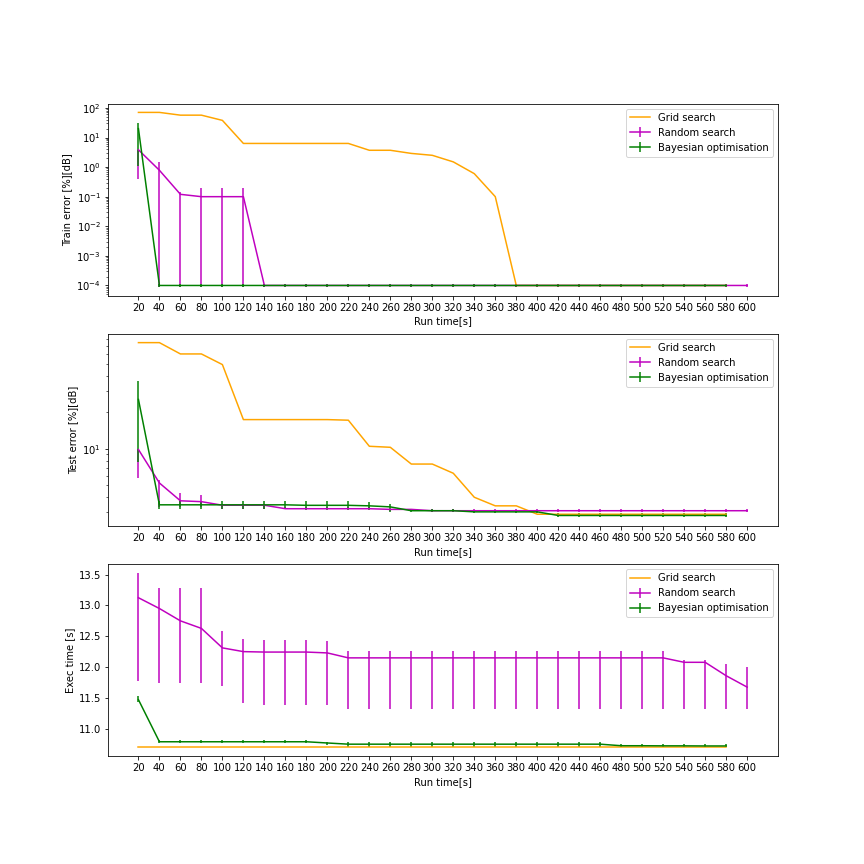 Train error [%][dB]
10²
10¹
10⁰
10⁻¹
10⁻²
10⁻³
10⁻⁴
Grid search
Random search
Bayesian optimisation
20 40 60 80 100 120 140 160 180 200 220 240 260 280 300 320 340 360 380 400 420 440 460 480 500 520 540 560 580 600
Run time[s]
Test error [%][dB]
10¹
Grid search
Random search
Bayesian optimisation
20 40 60 80 100 120 140 160 180 200 220 240 260 280 300 320 340 360 380 400 420 440 460 480 500 520 540 560 580 600
Run time[s]
Exec time [s]
13.5
13.0
12.5
12.0
11.5
11.0
Grid search
Random search
Bayesian optimisation
20 40 60 80 100 120 140 160 180 200 220 240 260 280 300 320 340 360 380 400 420 440 460 480 500 520 540 560 580 600
Run time[s]